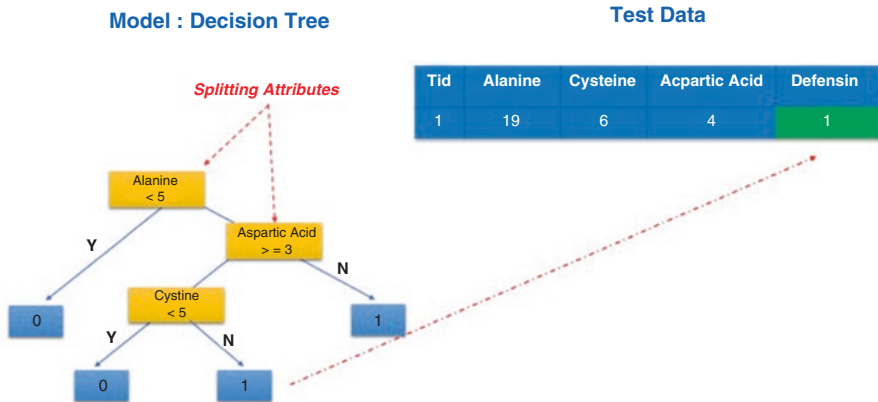 Model : Decision Tree
Test Data
Splitting Attributes
Tid Alanine Cysteine Acpartic Acid Defensin
1 19 6 4 1
Alanine
< 5
Y
Aspartic Acid
> = 3
N
Cystine
< 5
0
1
Y
N
0
1